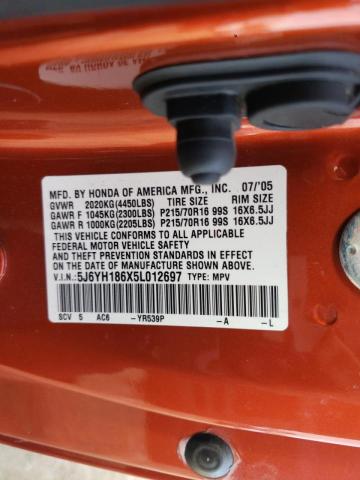 MFD. BY HONDA OF AMERICA MFG., INC. 07/'05
GVWR 2020KG(4450LBS) TIRE SIZE RIM SIZE
GAWR F 1045KG(2300LBS) P215/70R16 99S 16X6.5JJ
GAWR R 1000KG(2205LBS) P215/70R16 99S 16X6.5JJ
THIS VEHICLE CONFORMS TO ALL APPLICABLE
FEDERAL MOTOR VEHICLE SAFETY
AND THEFT PREVENTION STANDARDS IN EFFECT ON
THE DATE OF MANUFACTURE SHOWN ABOVE.
V.I.N.: 5J6YH186X5L012697 TYPE: MPV
SCV 5 AC6 -YR539P -A -L